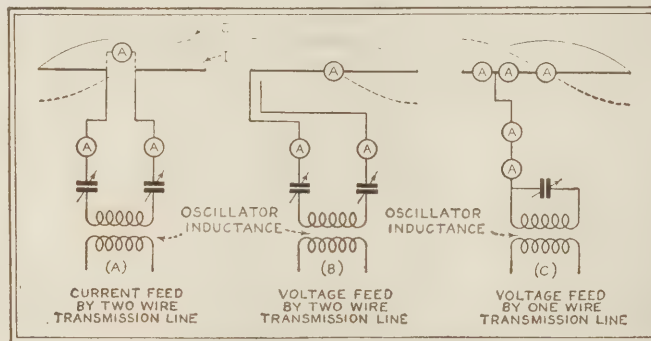 A
E
I
A
A
A A A
A A
A A
A
A
OSCILLATOR INDUCTANCE
OSCILLATOR INDUCTANCE
(A)
(B)
(C)
CURRENT FEED
BY TWO WIRE
TRANSMISSION LINE
VOLTAGE FEED
BY TWO WIRE
TRANSMISSION LINE
VOLTAGE FEED
BY ONE WIRE
TRANSMISSION LINE